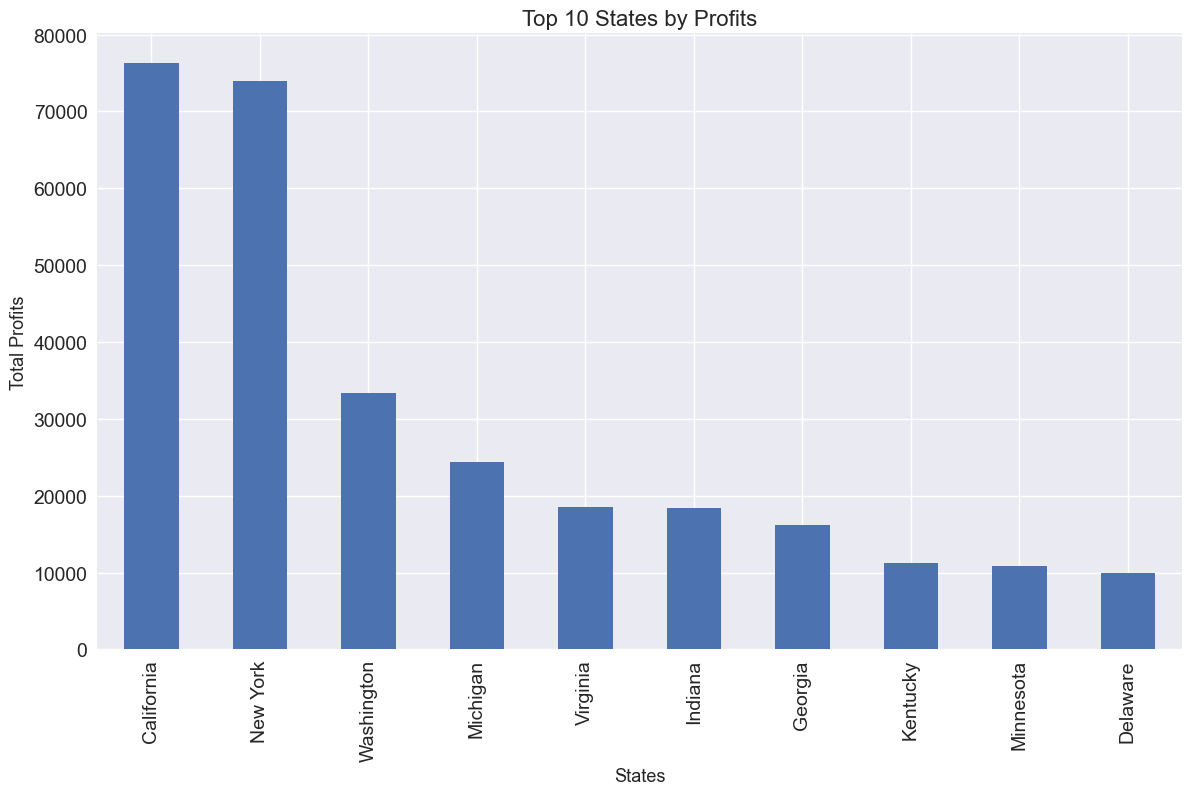 Top 10 States by Profits
80000
70000
60000
50000
40000
30000
20000
10000
0
Total Profits
California
New York
Washington
Michigan
Virginia
Indiana
Georgia
Kentucky
Minnesota
Delaware
States